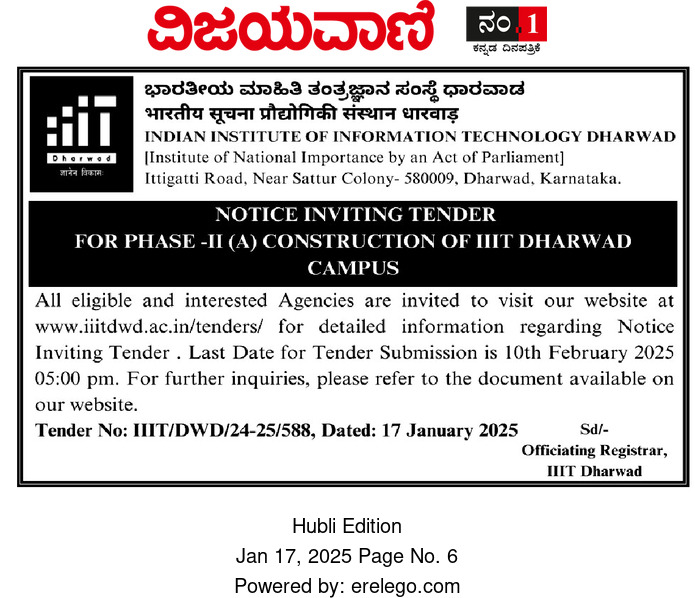 ವಿಜಯವಾಣಿ
ನಂ.1
ಕನ್ನಡ ದಿನಪತ್ರಿಕೆ
ಭಾರತೀಯ ಮಾಹಿತಿ ತಂತ್ರಜ್ಞಾನ ಸಂಸ್ಥೆ ಧಾರವಾಡ
भारतीय सूचना प्रौद्योगिकी संस्थान धारवाड़
INDIAN INSTITUTE OF INFORMATION TECHNOLOGY DHARWAD
[Institute of National Importance by an Act of Parliament]
Ittigatti Road, Near Sattur Colony- 580009, Dharwad, Karnataka.
iiit
Dharwad
ज्ञानेन विकासः
NOTICE INVITING TENDER
FOR PHASE -II (A) CONSTRUCTION OF IIIT DHARWAD
CAMPUS
All eligible and interested Agencies are invited to visit our website at
www.iiitdwd.ac.in/tenders/ for detailed information regarding Notice
Inviting Tender . Last Date for Tender Submission is 10th February 2025
05:00 pm. For further inquiries, please refer to the document available on
our website.
Tender No: IIIT/DWD/24-25/588, Dated: 17 January 2025
Sd/-
Officiating Registrar,
IIIT Dharwad
Hubli Edition
Jan 17, 2025 Page No. 6
Powered by: erelego.com